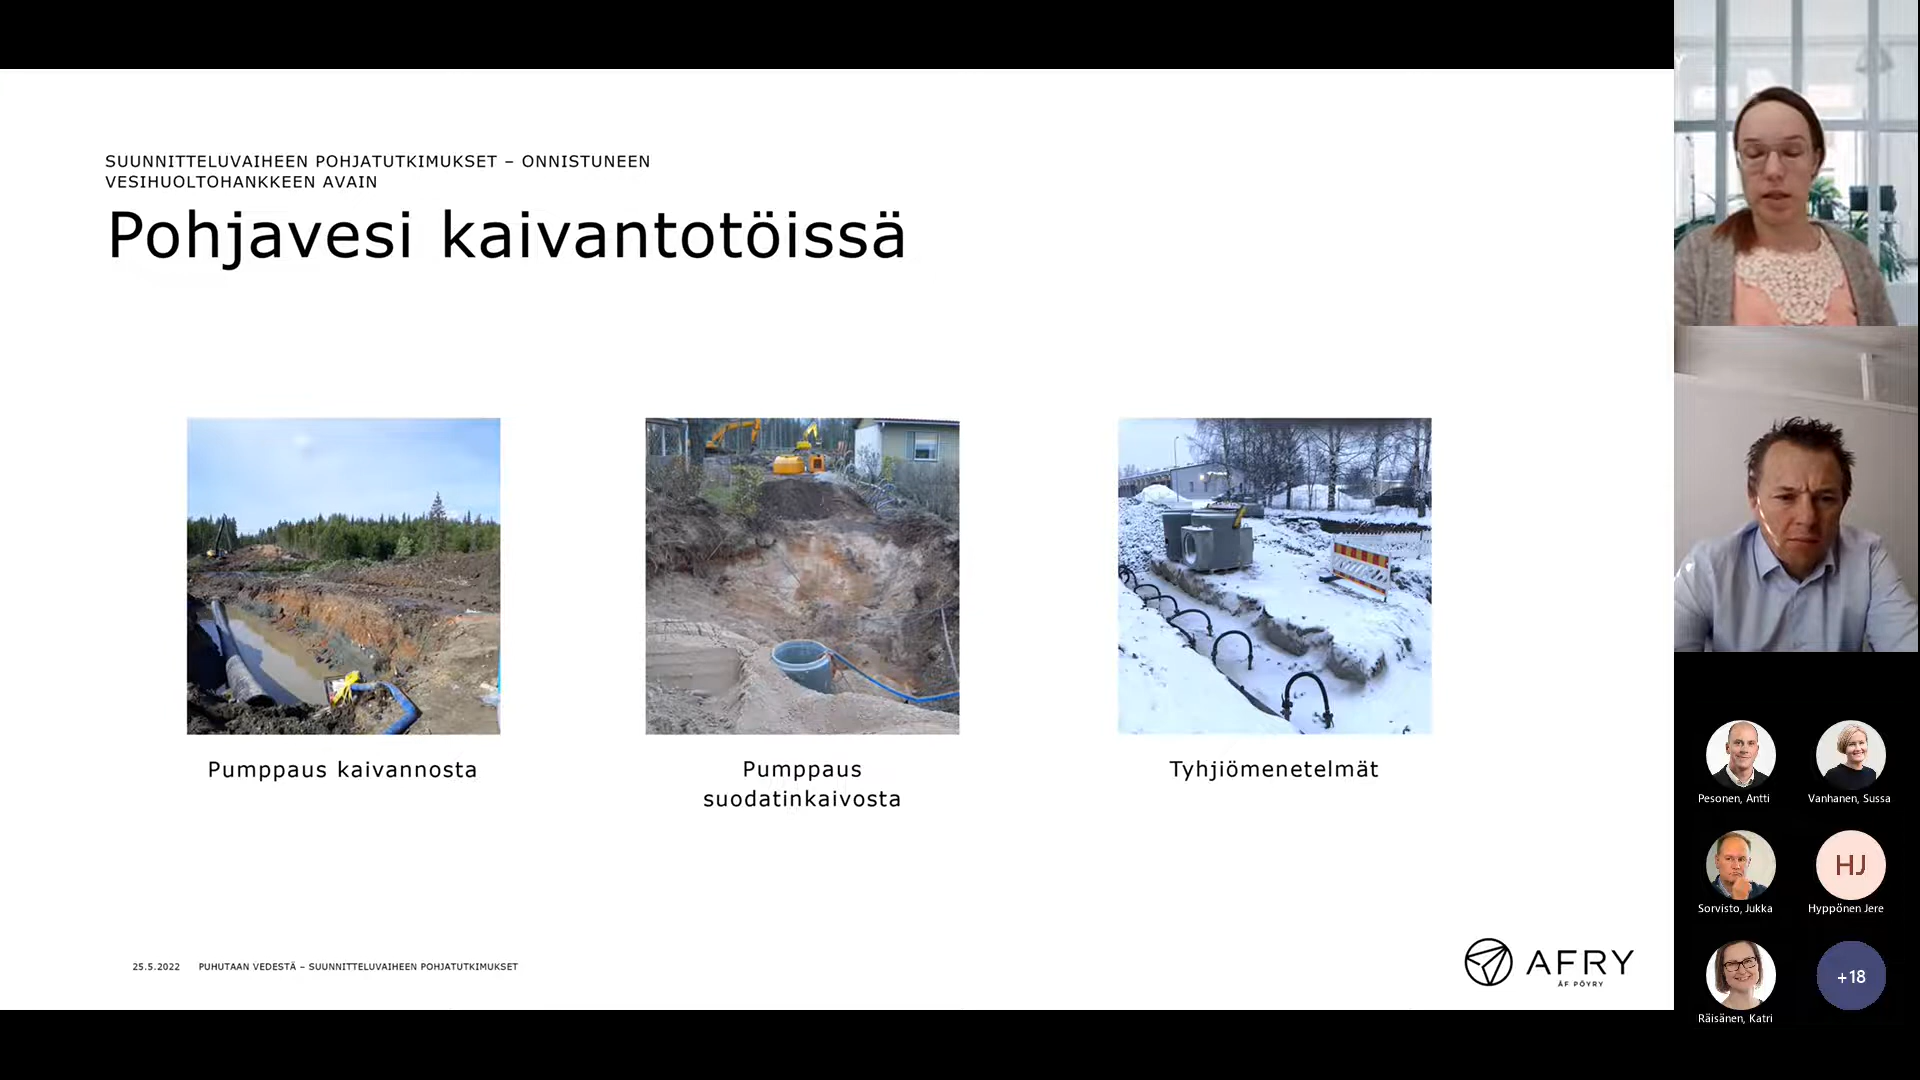 SUUNNITTELUVAIHEEN POHJATUTKIMUKSET – ONNISTUNEEN
VESIHUOLTOHANKKEEN AVAIN
Pohjavesi kaivantotöissä
Pumppaus kaivannosta
Pumppaus
suodatinkaivosta
Tyhjiömenetelmät
25.5.2022 PUHUTAAN VEDESTÄ – SUUNNITTELUVAIHEEN POHJATUTKIMUKSET
AFRY
ÅF PÖYRY
Pesonen, Antti
Vanhanen, Sussa
Sorvisto, Jukka
HJ
Hyppönen Jere
Räisänen, Katri
+18